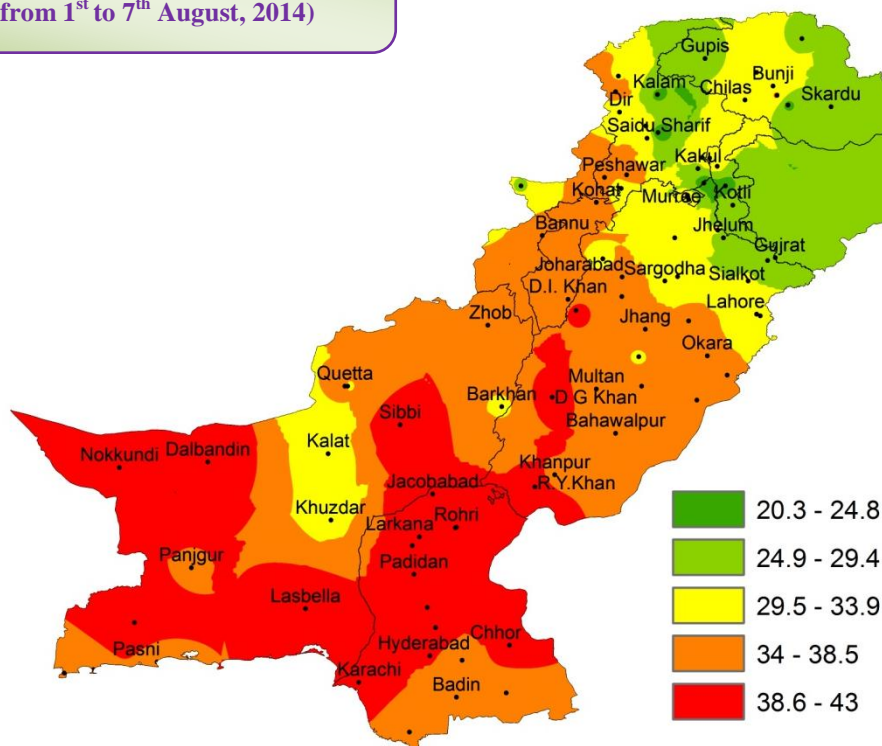 from 1st to 7th August, 2014)
Gupis
Kalam
Chilas
Bunji
Skardu
Dir
Saidu Sharif
Peshawar
Kakul
Kohat
Murree
Kotli
Bannu
Jhelum
Gujrat
Joharabad
Sargodha
Sialkot
D.I. Khan
Lahore
Zhob
Jhang
Okara
Quetta
Multan
Barkhan
D G Khan
Sibbi
Bahawalpur
Kalat
Nokkundi
Dalbandin
Khanpur
Jacobabad
R.Y.Khan
Khuzdar
Larkana
Rohri
Panjgur
Padidan
Lasbella
Pasni
Hyderabad
Chhor
Karachi
Badin
20.3 - 24.8
24.9 - 29.4
29.5 - 33.9
34 - 38.5
38.6 - 43